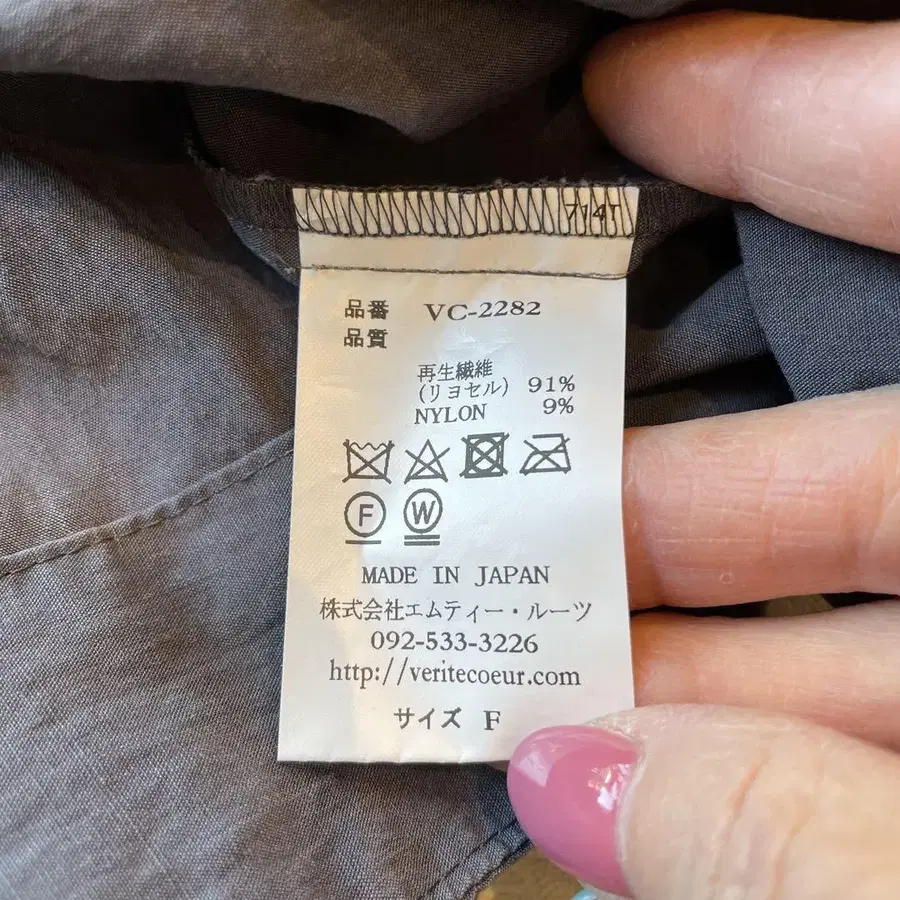 714T
品番 VC-2282
品質
再生繊維
(リヨセル) 91%
NYLON 9%
F W
MADE IN JAPAN
株式会社エムティー・ルーツ
092-533-3226
http://veritecoeur.com
サイズ F